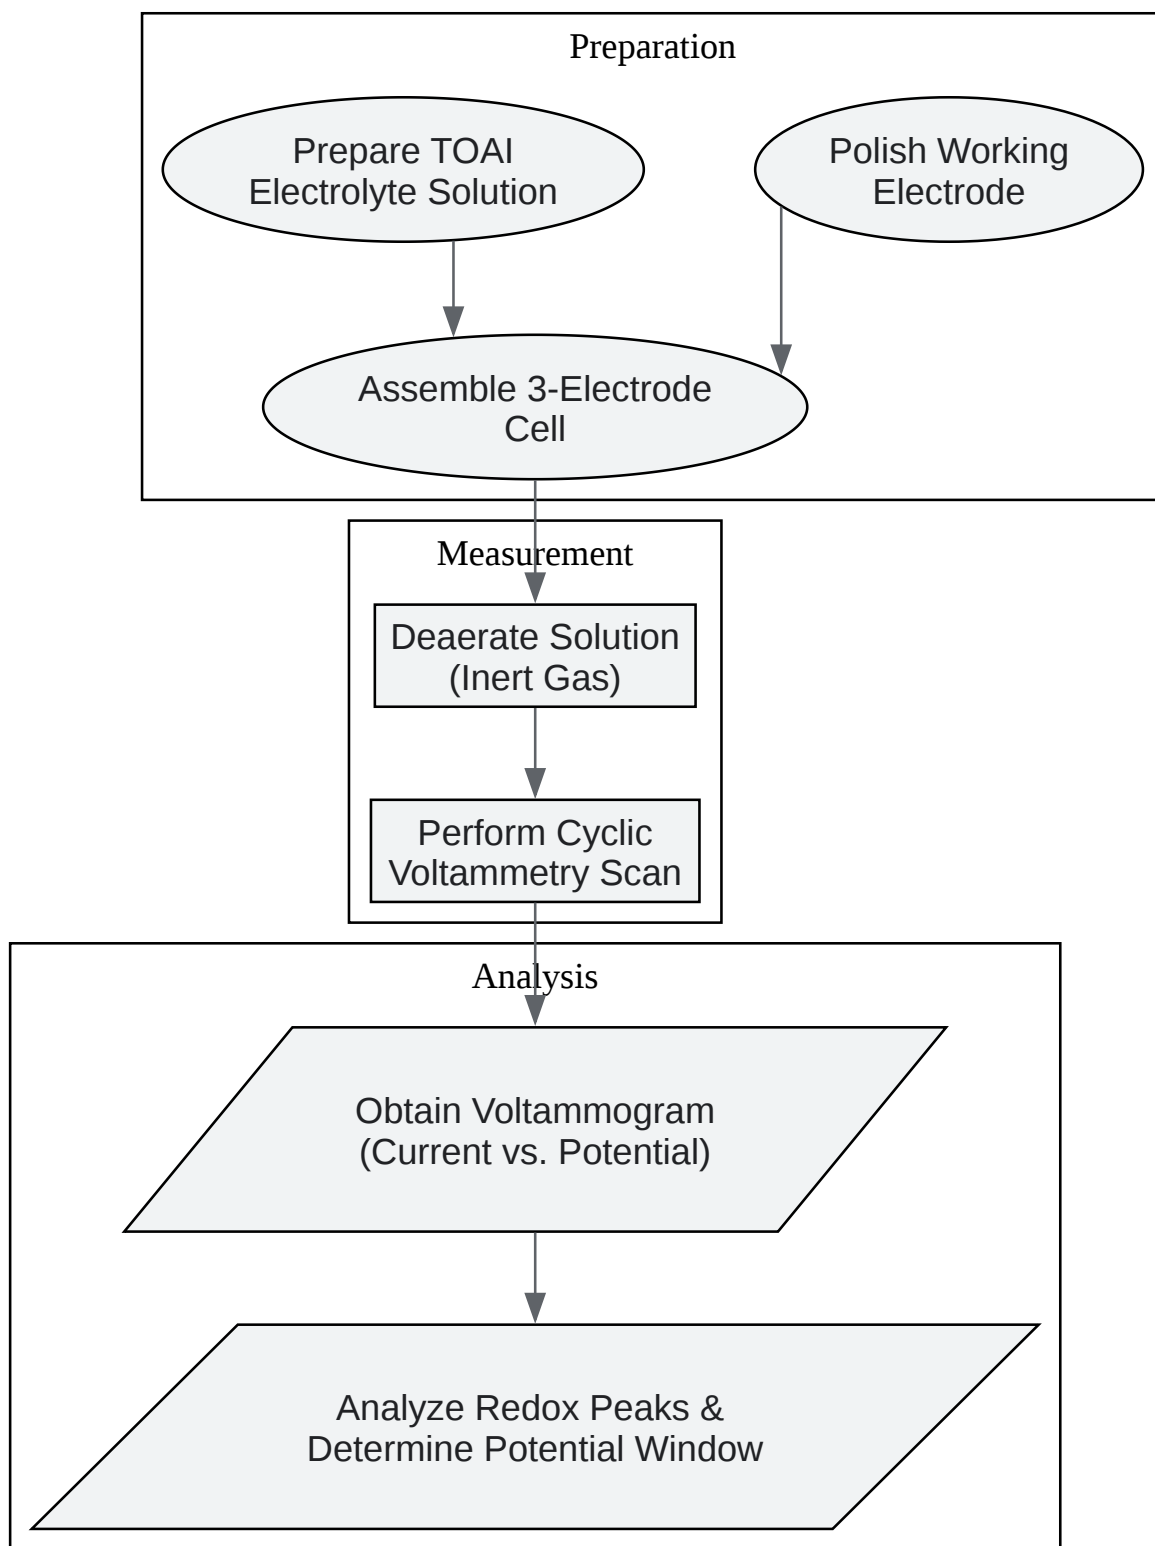 Preparation
Prepare TOAI
Electrolyte Solution
Polish Working
Electrode
Assemble 3-Electrode
Cell
Measurement
Deaerate Solution
(Inert Gas)
Perform Cyclic
Voltammetry Scan
Analysis
Obtain Voltammogram
(Current vs. Potential)
Analyze Redox Peaks &
Determine Potential Window